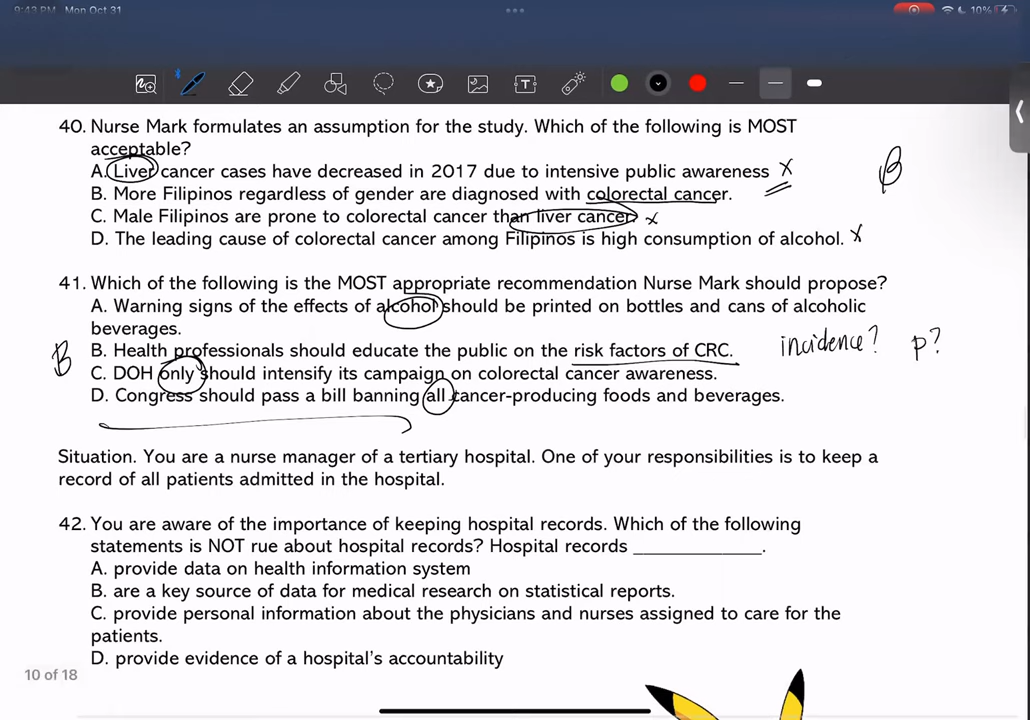 9:43 PM Mon Oct 31
10%
40. Nurse Mark formulates an assumption for the study. Which of the following is MOST
acceptable?
A. Liver cancer cases have decreased in 2017 due to intensive public awareness x
B
B. More Filipinos regardless of gender are diagnosed with colorectal cancer.
C. Male Filipinos are prone to colorectal cancer than liver cancer. x
D. The leading cause of colorectal cancer among Filipinos is high consumption of alcohol. x
41. Which of the following is the MOST appropriate recommendation Nurse Mark should propose?
A. Warning signs of the effects of alcohol should be printed on bottles and cans of alcoholic
beverages.
B B. Health professionals should educate the public on the risk factors of CRC. incidence? p?
C. DOH only should intensify its campaign on colorectal cancer awareness.
D. Congress should pass a bill banning all cancer-producing foods and beverages.
Situation. You are a nurse manager of a tertiary hospital. One of your responsibilities is to keep a
record of all patients admitted in the hospital.
42. You are aware of the importance of keeping hospital records. Which of the following
statements is NOT rue about hospital records? Hospital records ______________.
A. provide data on health information system
B. are a key source of data for medical research on statistical reports.
C. provide personal information about the physicians and nurses assigned to care for the
patients.
D. provide evidence of a hospital's accountability
10 of 18